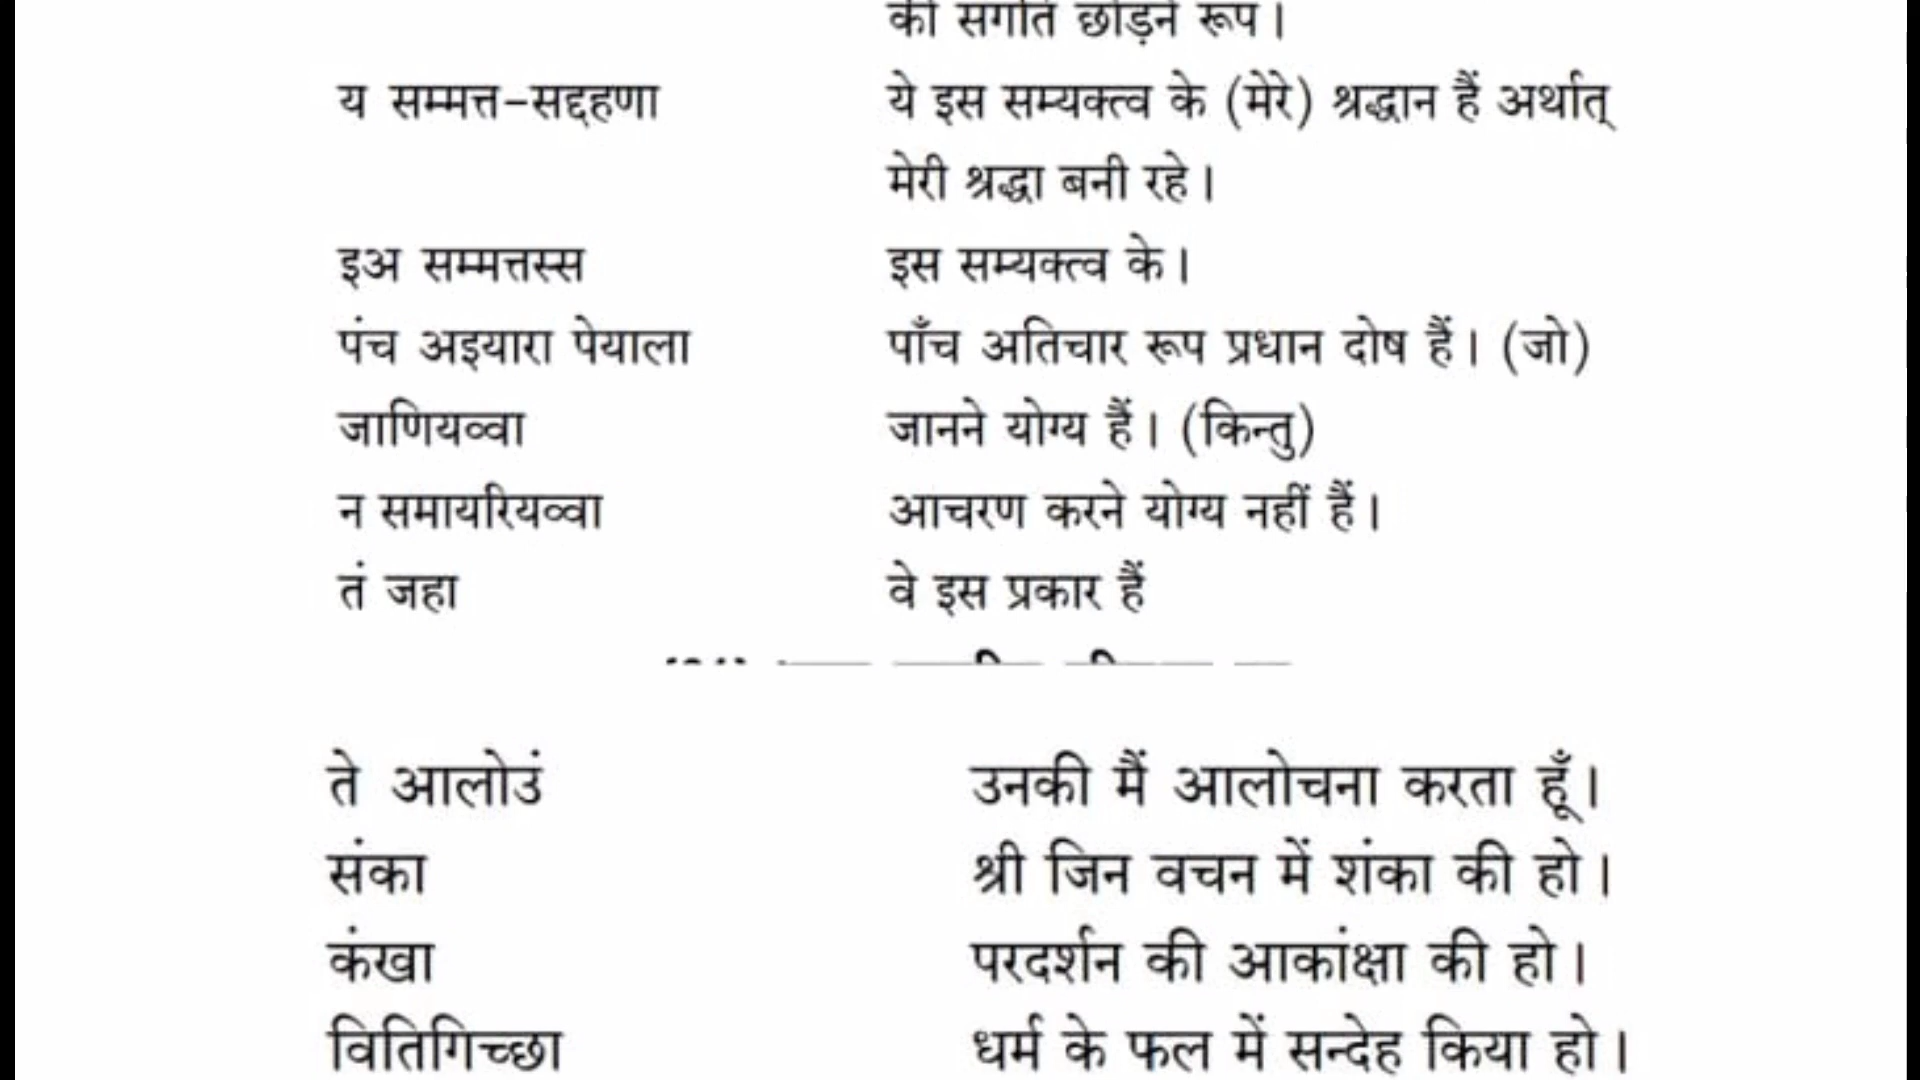 की संगति छोड़ने रूप।
य सम्मत्त-सद्दहणा ये इस सम्यक्त्व के (मेरे) श्रद्धान हैं अर्थात्
मेरी श्रद्धा बनी रहे।
इअ सम्मत्तस्स इस सम्यक्त्व के।
पंच अइयारा पेयाला पाँच अतिचार रूप प्रधान दोष हैं। (जो)
जाणियव्वा जानने योग्य हैं। (किन्तु)
न समायरियव्वा आचरण करने योग्य नहीं हैं।
तं जहा वे इस प्रकार हैं
ते आलोउं उनकी मैं आलोचना करता हूँ।
संका श्री जिन वचन में शंका की हो।
कंखा परदर्शन की आकांक्षा की हो।
वितिगिच्छा धर्म के फल में सन्देह किया हो।